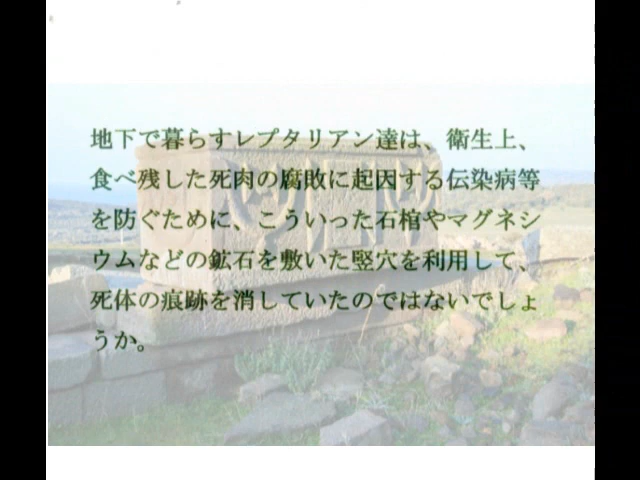 地下で暮らすレプタリアン達は、衛生上、
食べ残した死肉の腐敗に起因する伝染病等
を防ぐために、こういった石棺やマグネシ
ウムなどの鉱石を敷いた竪穴を利用して、
死体の痕跡を消していたのではないでしょ
うか。